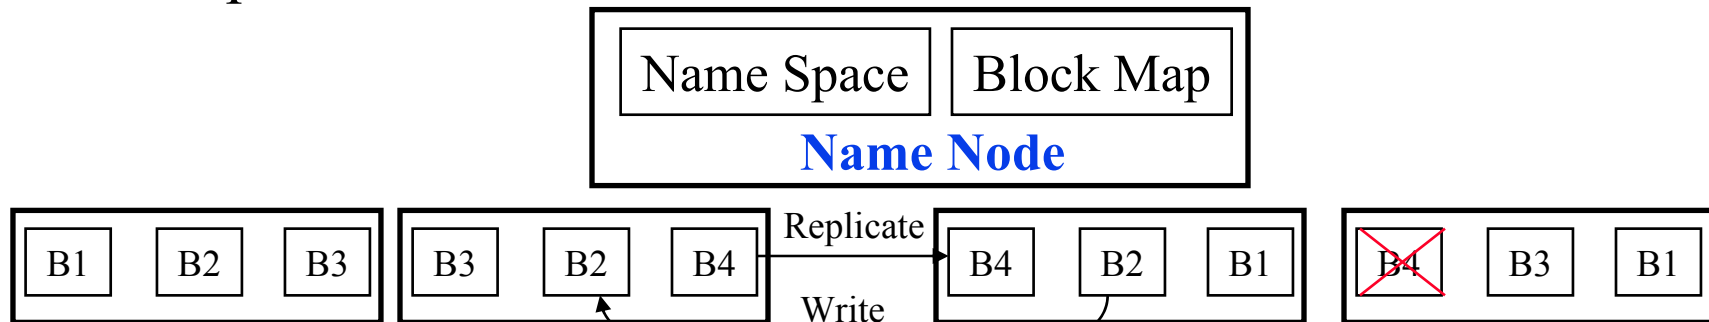 Name Space Block Map
Name Node
B1 B2 B3 B3 B2 B4 Replicate B4 B2 B1 B4 B3 B1
Write